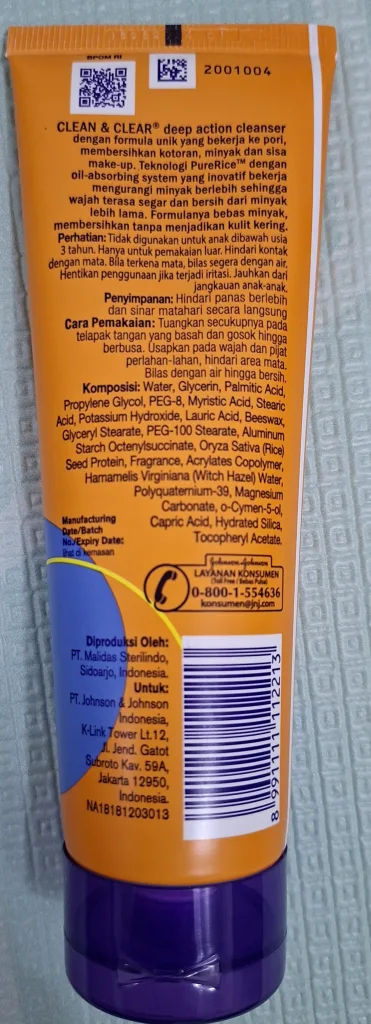 BPOM RI
2001004
CLEAN & CLEAR® deep action cleanser
dengan formula unik yang bekerja ke pori,
membersihkan kotoran, minyak dan sisa
make-up. Teknologi PureRice™ dengan
oil-absorbing system yang inovatif bekerja
mengurangi minyak berlebih sehingga
wajah terasa segar dan bersih dari minyak
lebih lama. Formulanya bebas minyak,
membersihkan tanpa menjadikan kulit kering.
Perhatian: Tidak digunakan untuk anak dibawah usia
3 tahun. Hanya untuk pemakaian luar. Hindari kontak
dengan mata. Bila terkena mata, bilas segera dengan air.
Hentikan penggunaan jika terjadi iritasi. Jauhkan dari
jangkauan anak-anak.
Penyimpanan: Hindari panas berlebih
dan sinar matahari secara langsung
Cara Pemakaian: Tuangkan secukupnya pada
telapak tangan yang basah dan gosok hingga
berbusa. Usapkan pada wajah dan pijat
perlahan-lahan, hindari area mata.
Bilas dengan air hingga bersih.
Komposisi: Water, Glycerin, Palmitic Acid,
Propylene Glycol, PEG-8, Myristic Acid, Stearic
Acid, Potassium Hydroxide, Lauric Acid, Beeswax,
Glyceryl Stearate, PEG-100 Stearate, Aluminum
Starch Octenylsuccinate, Oryza Sativa (Rice)
Seed Protein, Fragrance, Acrylates Copolymer,
Hamamelis Virginiana (Witch Hazel) Water,
Polyquaternium-39, Magnesium
Carbonate, o-Cymen-5-ol,
Capric Acid, Hydrated Silica,
Tocopheryl Acetate.
Manufacturing
Date/Batch
No./Expiry Date:
lihat di kemasan
Johnson & Johnson
LAYANAN KONSUMEN
(Toll Free / Bebas Pulsa)
0-800-1-554636
konsumen@jnj.com
Diproduksi Oleh:
PT. Malidas Sterilindo,
Sidoarjo, Indonesia.
Untuk:
PT. Johnson & Johnson
Indonesia,
K-Link Tower Lt.12,
Jl. Jend. Gatot
Subroto Kav. 59A,
Jakarta 12950,
Indonesia.
NA18181203013
8 991111 112213